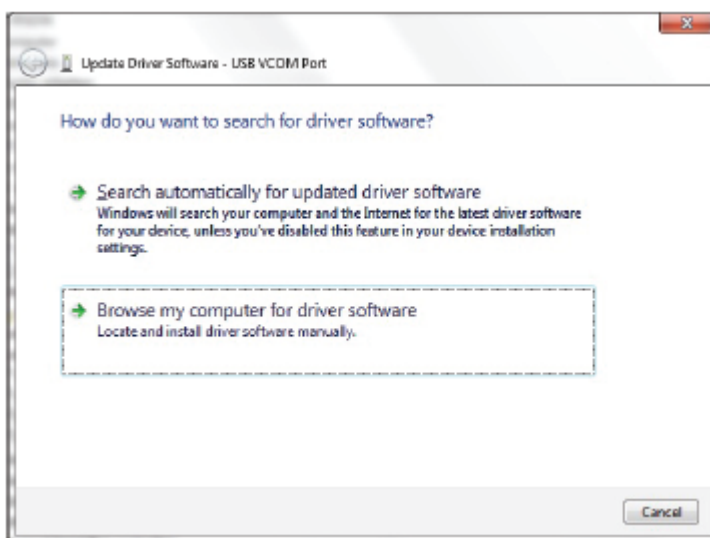 Update Driver Software - USB VCOM Port
How do you want to search for driver software?
Search automatically for updated driver software
Windows will search your computer and the Internet for the latest driver software
for your device, unless you've disabled this feature in your device installation
settings.
Browse my computer for driver software
Locate and install driver software manually.
Cancel